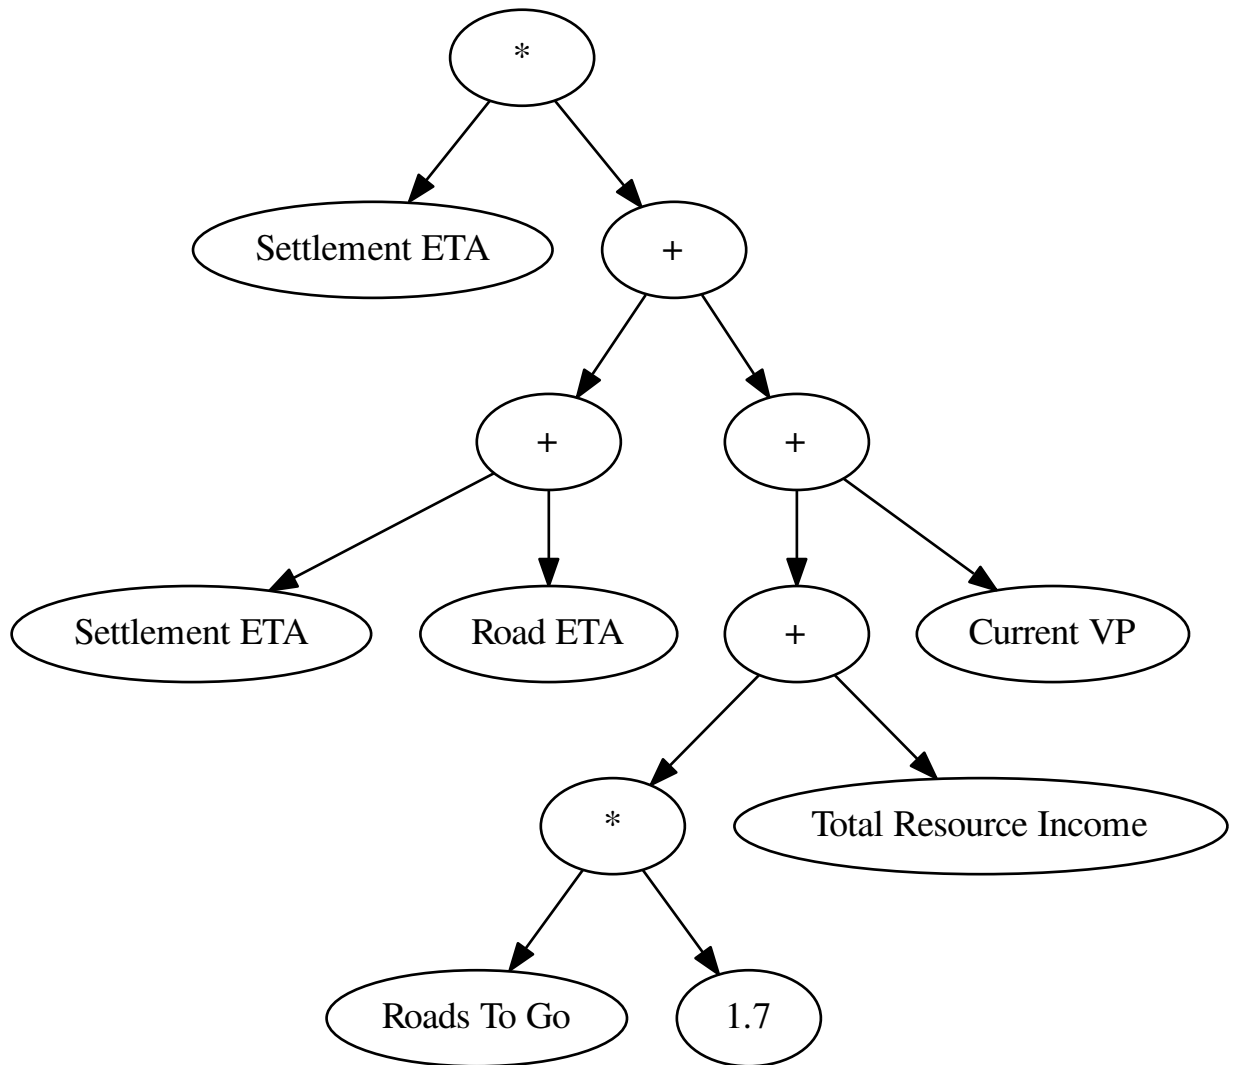 *
Settlement ETA
+
+
+
Settlement ETA
Road ETA
+
Current VP
*
Total Resource Income
Roads To Go
1.7